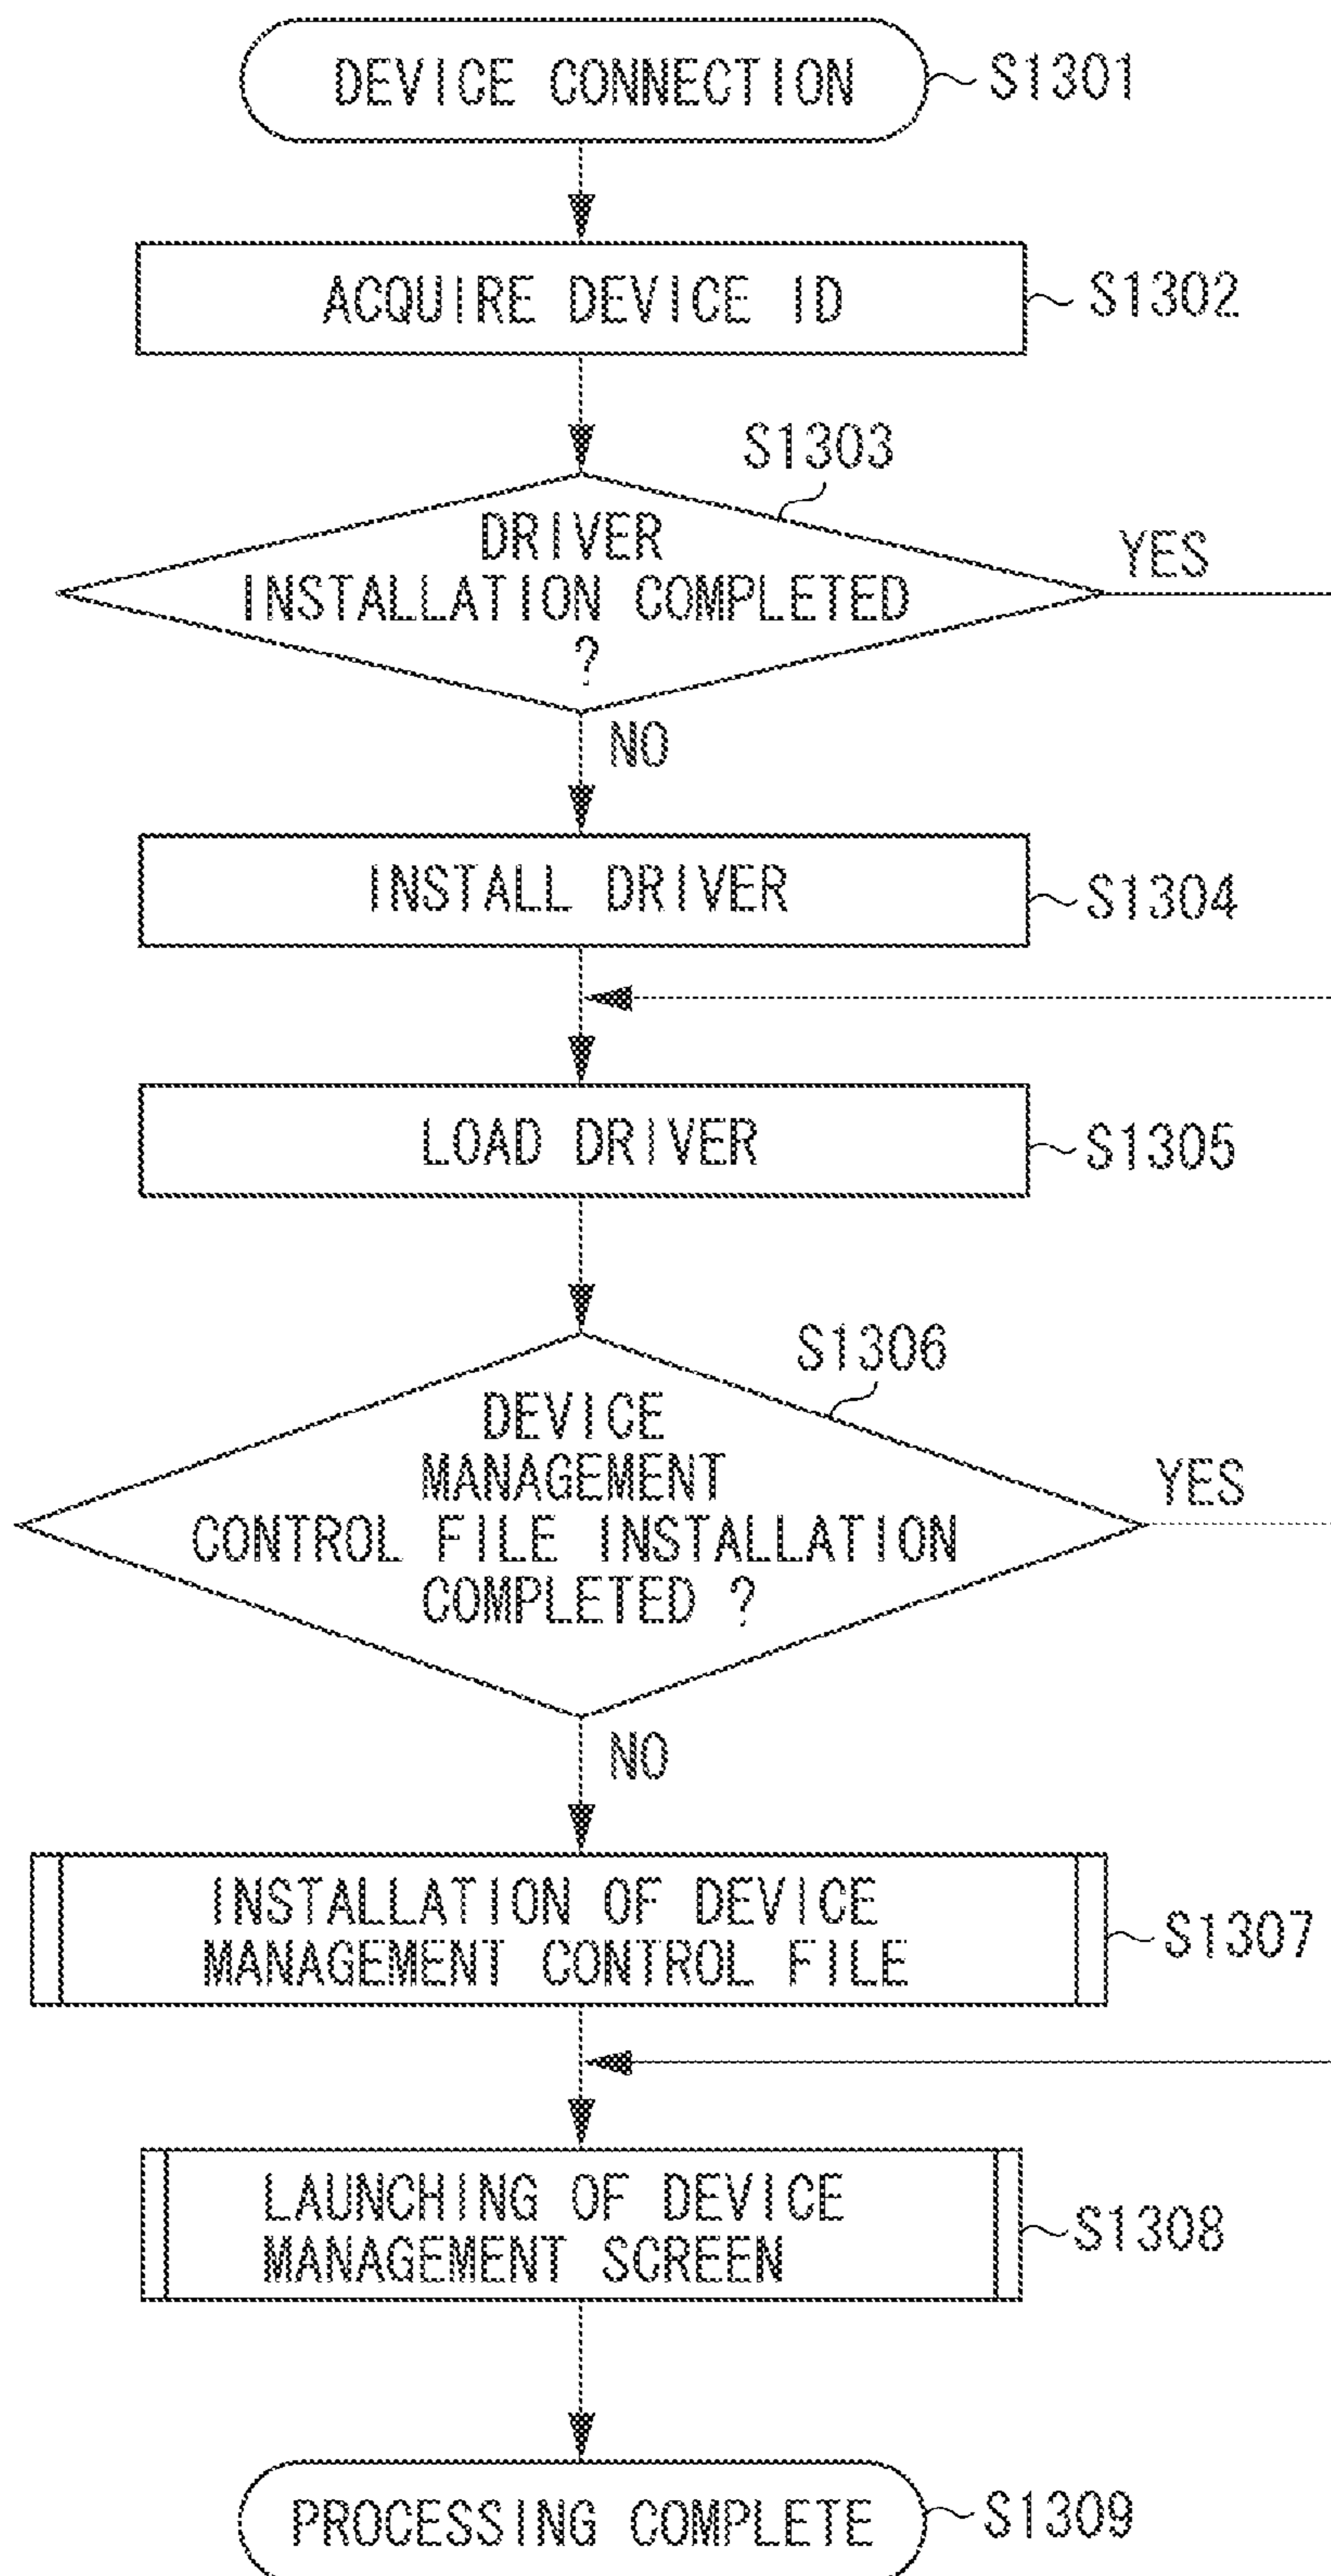 DEVICE CONNECTION
S1301
ACQUIRE DEVICE ID
S1302
S1303
DRIVER
INSTALLATION COMPLETED
?
YES
NO
INSTALL DRIVER
S1304
LOAD DRIVER
S1305
S1306
DEVICE
MANAGEMENT
CONTROL FILE INSTALLATION
COMPLETED ?
YES
NO
INSTALLATION OF DEVICE
MANAGEMENT CONTROL FILE
S1307
LAUNCHING OF DEVICE
MANAGEMENT SCREEN
S1308
PROCESSING COMPLETE
S1309